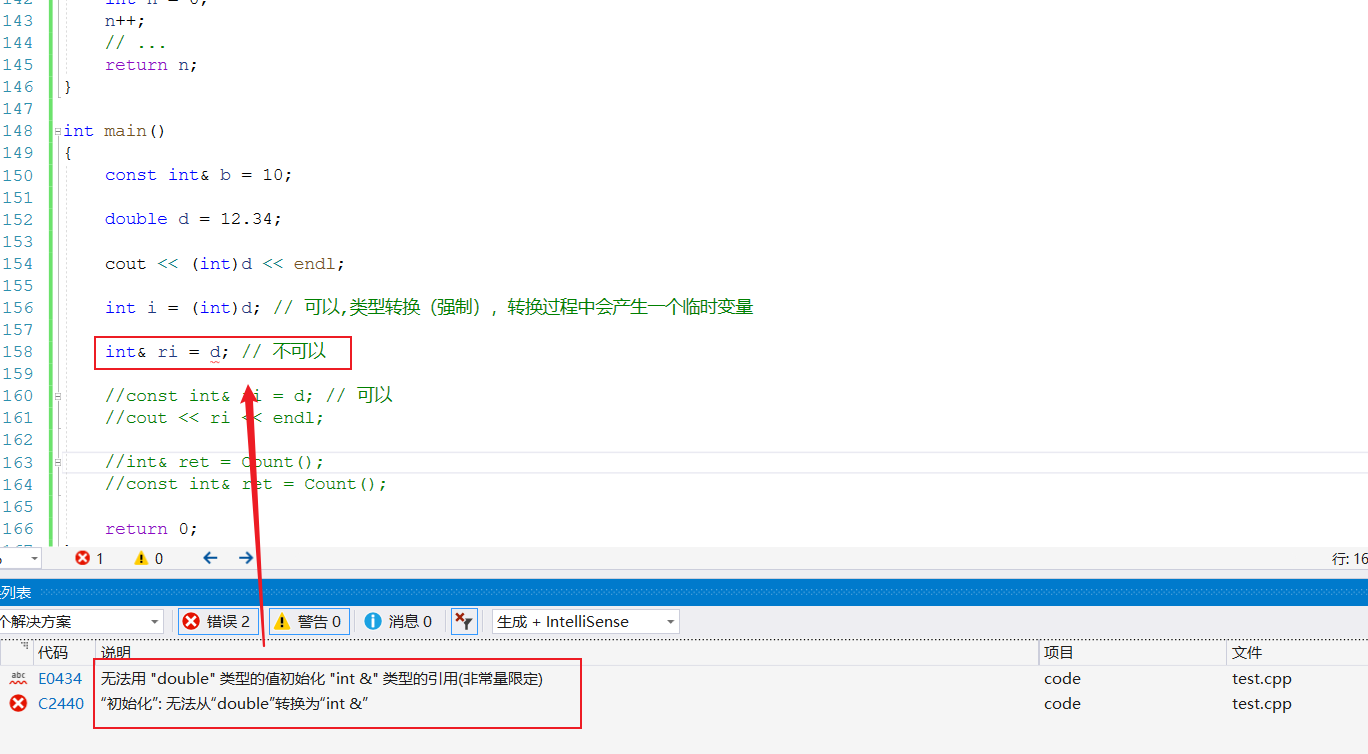 143 n++;
144 // ...
145 return n;
146 }
147
148 int main()
149 {
150 const int& b = 10;
151
152 double d = 12.34;
153
154 cout << (int)d << endl;
155
156 int i = (int)d; // 可以,类型转换（强制）, 转换过程中会产生一个临时变量
157
158 int& ri = d; // 不可以
159
160 //const int& ri = d; // 可以
161 //cout << ri << endl;
162
163 //int& ret = Count();
164 //const int& ret = Count();
165
166 return 0;
1 0 行: 16
列表
个解决方案 错误 2 警告 0 消息 0 生成 + IntelliSense
代码 说明 项目 文件
abc E0434 无法用 "double" 类型的值初始化 "int &" 类型的引用(非常量限定) code test.cpp
C2440 “初始化”: 无法从“double”转换为“int &” code test.cpp